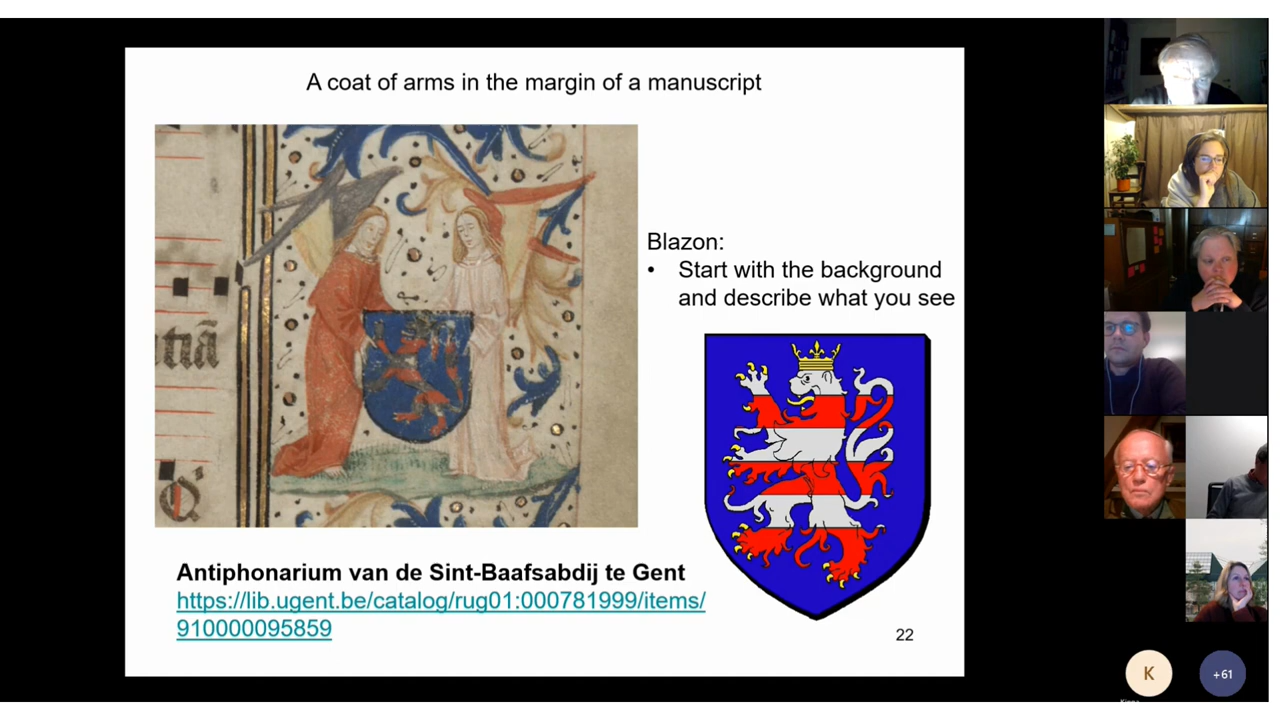 A coat of arms in the margin of a manuscript
Blazon:
• Start with the background
and describe what you see
Antiphonarium van de Sint-Baafsabdij te Gent
https://lib.ugent.be/catalog/rug01:000781999/items/
910000095859
22
K
+61